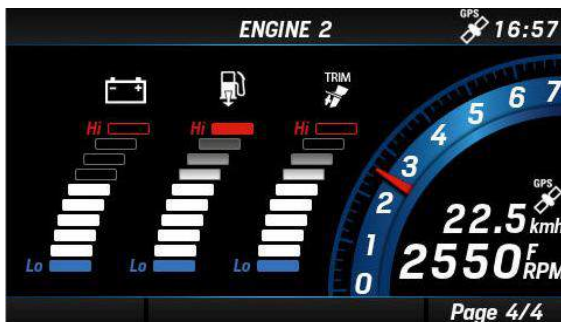 ENGINE 2
GPS
16:57
TRIM
Hi Hi Hi
Lo Lo Lo
7
6
5
4
3
2
1
0
GPS
22.5 kmh
2550 F RPM
Page 4/4